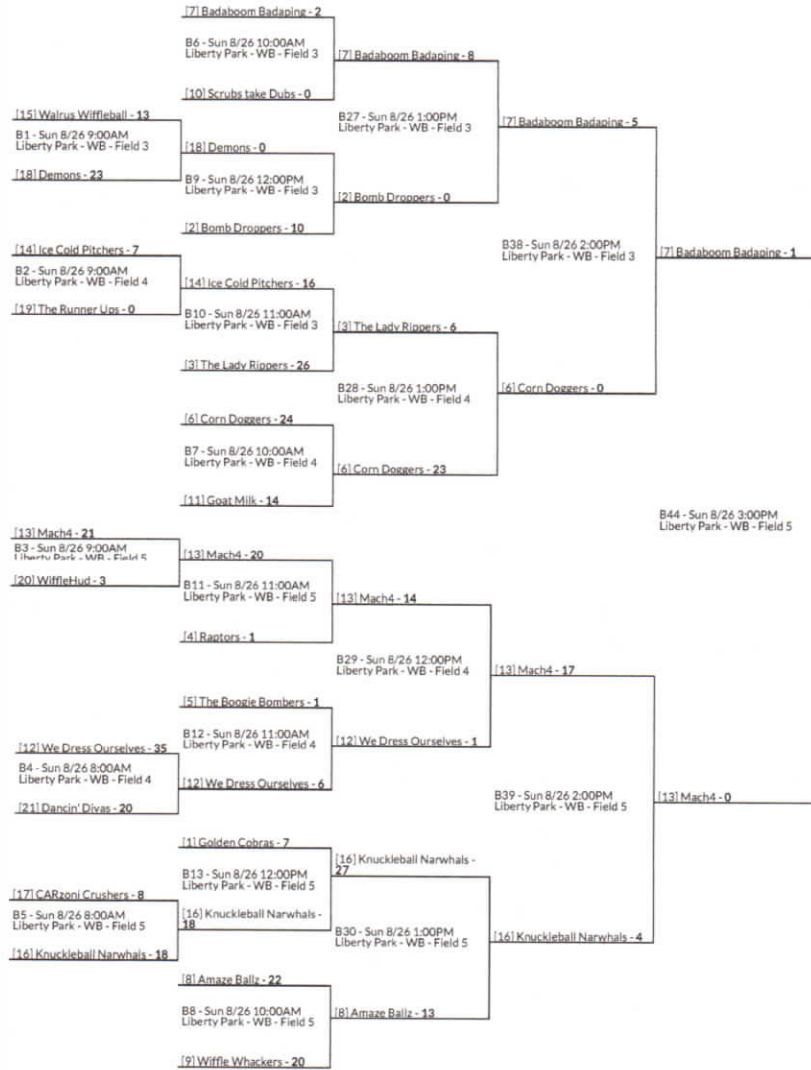 [7] Badaboom Badaping - 2
B6 - Sun 8/26 10:00AM
Liberty Park - WB - Field 3
[7] Badaboom Badaping - 8
[10] Scrubs take Dubs - 0
[15] Walrus Wiffleball - 13
B27 - Sun 8/26 1:00PM
Liberty Park - WB - Field 3
[7] Badaboom Badaping - 5
B1 - Sun 8/26 9:00AM
Liberty Park - WB - Field 3
[18] Demons - 0
[18] Demons - 23
B9 - Sun 8/26 12:00PM
Liberty Park - WB - Field 3
[2] Bomb Droppers - 0
[2] Bomb Droppers - 10
[14] Ice Cold Pitchers - 7
B38 - Sun 8/26 2:00PM
Liberty Park - WB - Field 3
[7] Badaboom Badaping - 1
B2 - Sun 8/26 9:00AM
Liberty Park - WB - Field 4
[14] Ice Cold Pitchers - 16
[19] The Runner Ups - 0
B10 - Sun 8/26 11:00AM
Liberty Park - WB - Field 3
[3] The Lady Rippers - 6
[3] The Lady Rippers - 26
B28 - Sun 8/26 1:00PM
Liberty Park - WB - Field 4
[6] Corn Doggers - 0
[6] Corn Doggers - 24
B7 - Sun 8/26 10:00AM
Liberty Park - WB - Field 4
[6] Corn Doggers - 23
[11] Goat Milk - 14
B44 - Sun 8/26 3:00PM
Liberty Park - WB - Field 5
[13] Mach4 - 21
B3 - Sun 8/26 9:00AM
Liberty Park - WB - Field 5
[13] Mach4 - 20
[20] WiffleHud - 3
B11 - Sun 8/26 11:00AM
Liberty Park - WB - Field 5
[13] Mach4 - 14
[4] Raptors - 1
B29 - Sun 8/26 12:00PM
Liberty Park - WB - Field 4
[13] Mach4 - 17
[5] The Boogie Bombers - 1
B12 - Sun 8/26 11:00AM
Liberty Park - WB - Field 4
[12] We Dress Ourselves - 1
[12] We Dress Ourselves - 35
B4 - Sun 8/26 8:00AM
Liberty Park - WB - Field 4
[12] We Dress Ourselves - 6
[21] Dancin' Divas - 20
B39 - Sun 8/26 2:00PM
Liberty Park - WB - Field 5
[13] Mach4 - 0
[1] Golden Cobras - 7
B13 - Sun 8/26 12:00PM
Liberty Park - WB - Field 5
[16] Knuckleball Narwhals -
27
[17] CARzoni Crushers - 8
B5 - Sun 8/26 8:00AM
Liberty Park - WB - Field 5
[16] Knuckleball Narwhals -
18
[16] Knuckleball Narwhals - 18
B30 - Sun 8/26 1:00PM
Liberty Park - WB - Field 5
[16] Knuckleball Narwhals - 4
[8] Amaze Ballz - 22
B8 - Sun 8/26 10:00AM
Liberty Park - WB - Field 5
[8] Amaze Ballz - 13
[9] Wiffle Whackers - 20